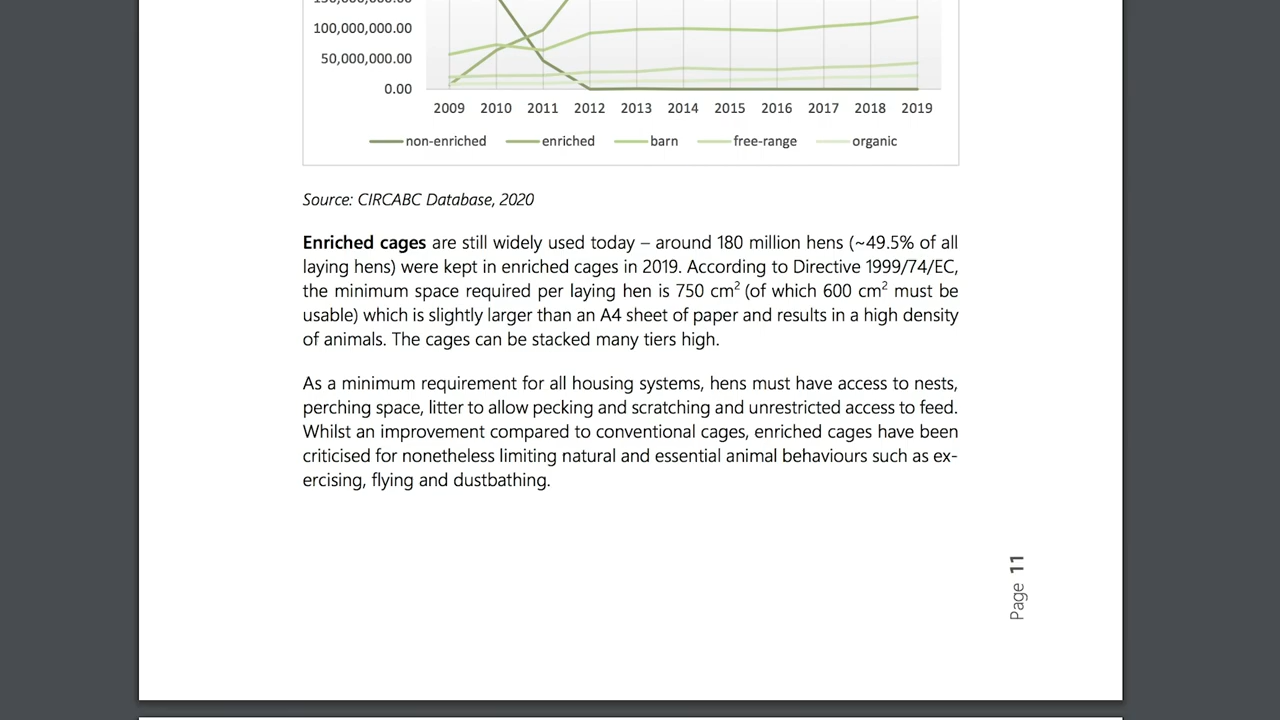 150,000,000.00
100,000,000.00
50,000,000.00
0.00
2009 2010 2011 2012 2013 2014 2015 2016 2017 2018 2019
non-enriched enriched barn free-range organic
Source: CIRCABC Database, 2020
Enriched cages are still widely used today – around 180 million hens (~49.5% of all
laying hens) were kept in enriched cages in 2019. According to Directive 1999/74/EC,
the minimum space required per laying hen is 750 cm² (of which 600 cm² must be
usable) which is slightly larger than an A4 sheet of paper and results in a high density
of animals. The cages can be stacked many tiers high.
As a minimum requirement for all housing systems, hens must have access to nests,
perching space, litter to allow pecking and scratching and unrestricted access to feed.
Whilst an improvement compared to conventional cages, enriched cages have been
criticised for nonetheless limiting natural and essential animal behaviours such as ex-
ercising, flying and dustbathing.
Page 11